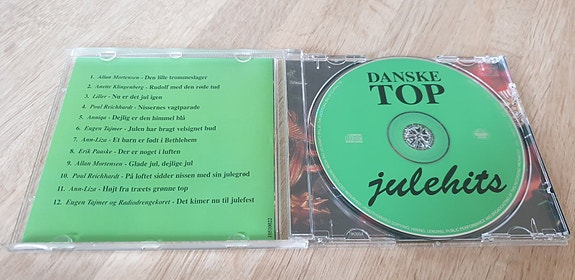 1. Allan Mortensen - Den lille trommeslager
2. Anette Klingenberg - Rudolf med den røde tud
3. Liller - Nu er det jul igen
4. Poul Reichhardt - Nissernes vagtparade
5. Annisqa - Dejlig er den himmel blå
6. Eugen Tajmer - Julen har bragt velsignet bud
7. Ann-Liza - Et barn er født i Bethlehem
8. Erik Paaske - Der er noget i luften
9. Allan Mortensen - Glade jul, dejlige jul
10. Poul Reichhardt - På loftet sidder nissen med sin julegrød
11. Ann-Liza - Højt fra træets grønne top
12. Eugen Tajmer og Radiodrengekoret - Det kimer nu til julefest
DANSKE
TOP
julehits